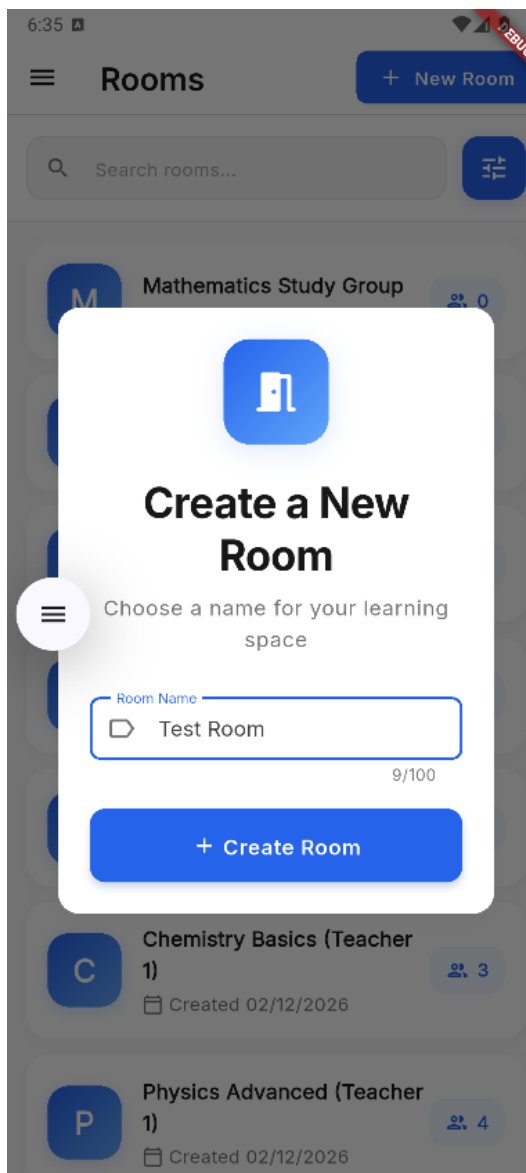 6:35 A
DEBUG
Rooms
+ New Room
Search rooms...
M
Mathematics Study Group
0
Create a New
Room
Choose a name for your learning
space
Room Name
Test Room
9/100
+ Create Room
C
Chemistry Basics (Teacher
1)
3
Created 02/12/2026
P
Physics Advanced (Teacher
1)
4
Created 02/12/2026